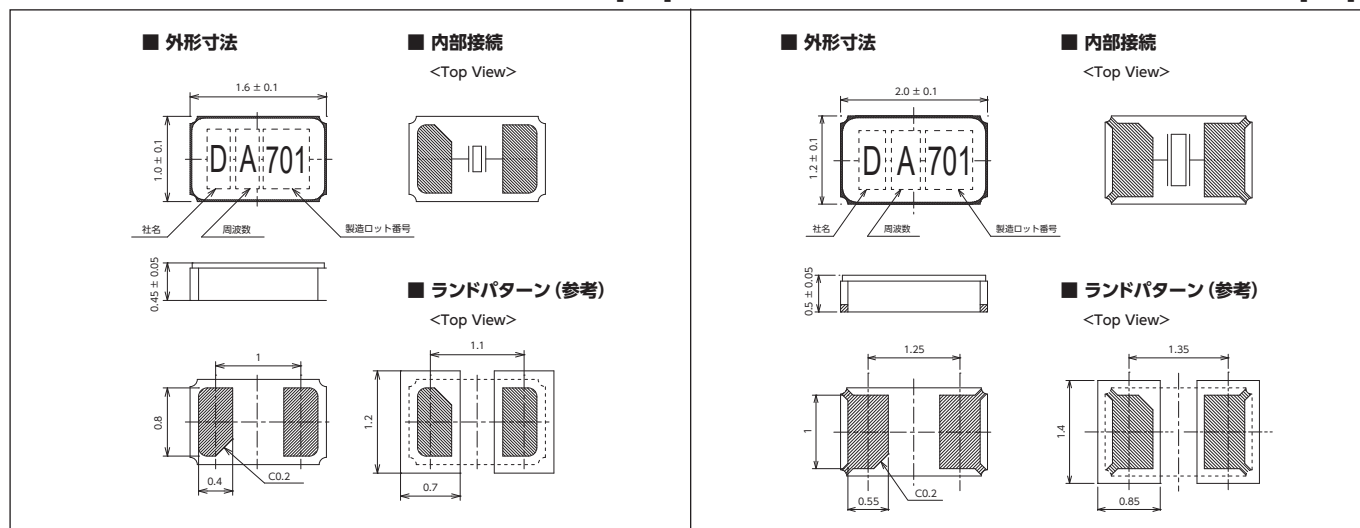 ■ 外形寸法
■ 内部接続
<Top View>
1.6 ± 0.1
1.0 ± 0.1
D A 701
社名
周波数
製造ロット番号
0.45 ± 0.05
■ ランドパターン (参考)
<Top View>
1
0.8
0.4
C0.2
1.1
1.2
0.7
■ 外形寸法
■ 内部接続
<Top View>
2.0 ± 0.1
1.2 ± 0.1
D A 701
社名
周波数
製造ロット番号
0.5 ± 0.05
■ ランドパターン (参考)
<Top View>
1.25
1
0.55
C0.2
1.35
1.4
0.85